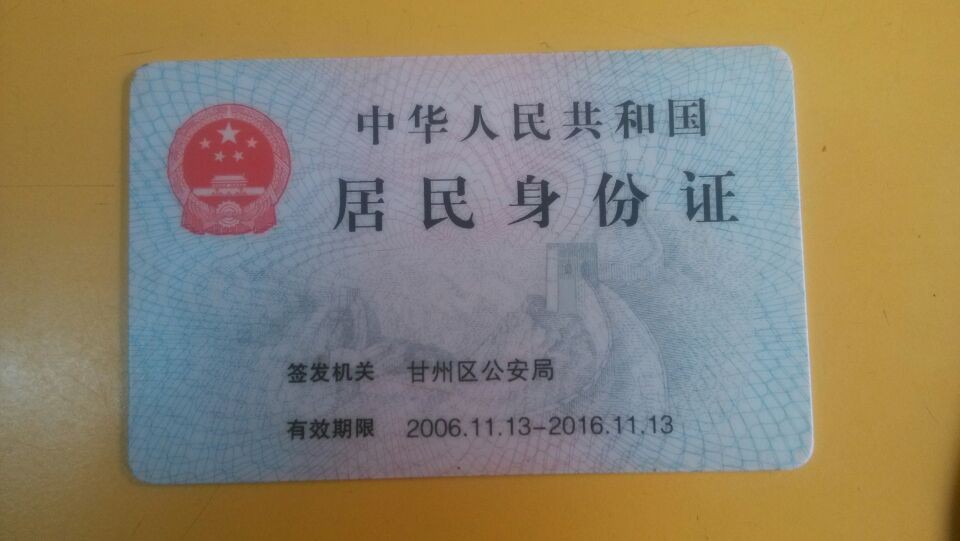 中华人民共和国
居民身份证
签发机关 甘州区公安局
有效期限 2006.11.13-2016.11.13